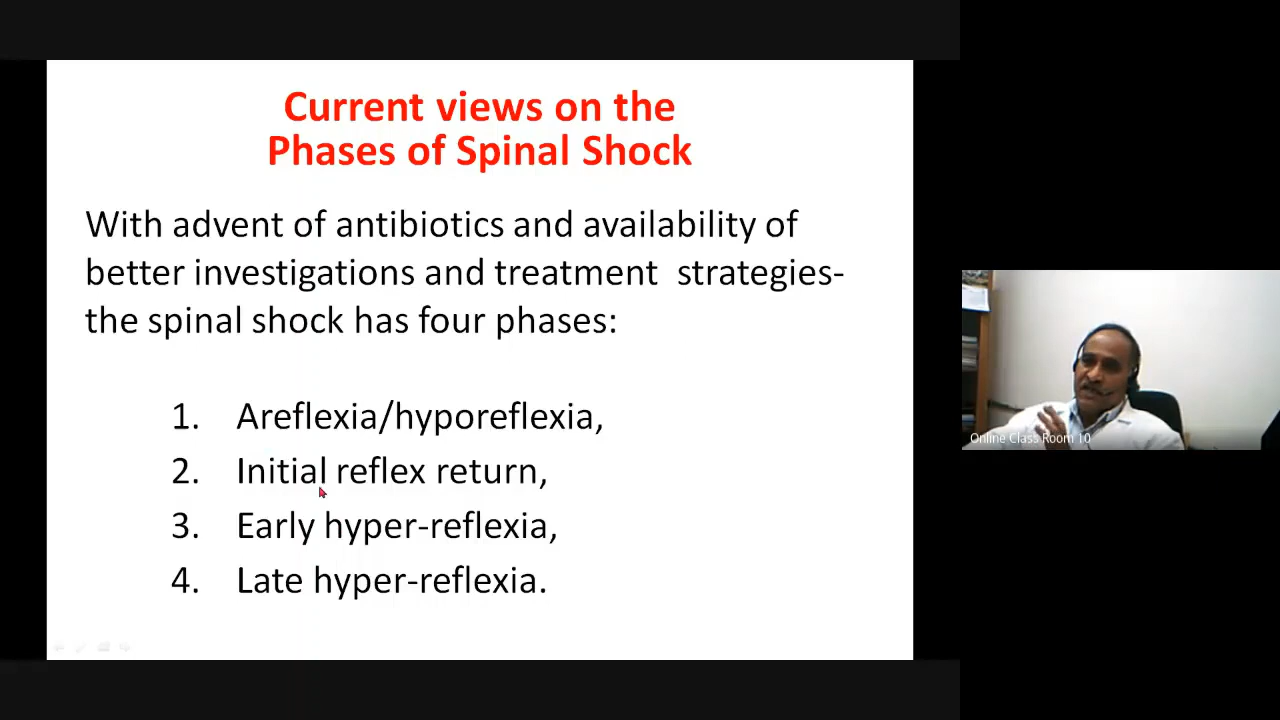 Current views on the
Phases of Spinal Shock
With advent of antibiotics and availability of
better investigations and treatment  strategies-
the spinal shock has four phases:
1. Areflexia/hyporeflexia,
2. Initial reflex return,
3. Early hyper-reflexia,
4. Late hyper-reflexia.
Online Class Room 10